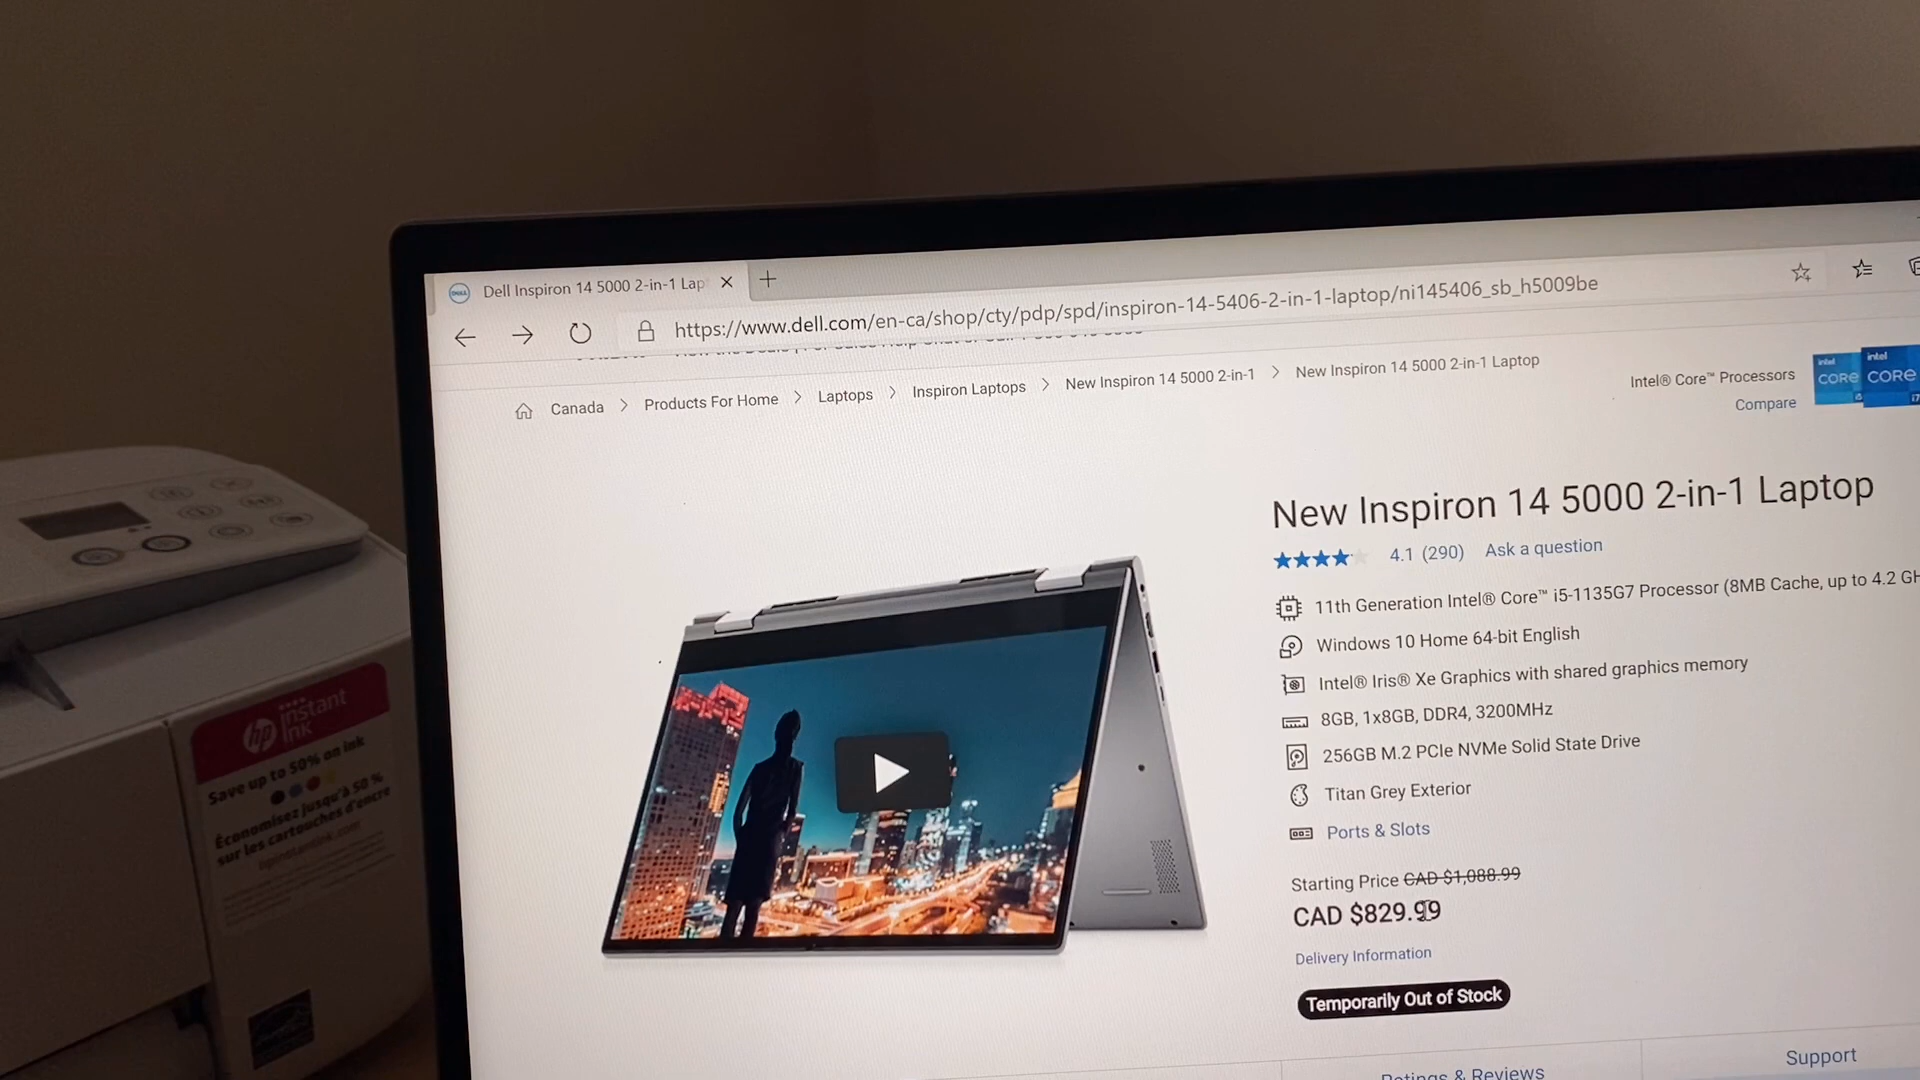 Dell Inspiron 14 5000 2-in-1 Lap
https://www.dell.com/en-ca/shop/cty/pdp/spd/inspiron-14-5406-2-in-1-laptop/ni145406_sb_h5009be
Canada > Products For Home > Laptops > Inspiron Laptops > New Inspiron 14 5000 2-in-1 > New Inspiron 14 5000 2-in-1 Laptop
Intel® Core™ Processors
Compare
intel CORE i5
intel CORE i7
New Inspiron 14 5000 2-in-1 Laptop
4.1 (290) Ask a question
11th Generation Intel® Core™ i5-1135G7 Processor (8MB Cache, up to 4.2 GH
Windows 10 Home 64-bit English
Intel® Iris® Xe Graphics with shared graphics memory
8GB, 1x8GB, DDR4, 3200MHz
256GB M.2 PCIe NVMe Solid State Drive
Titan Grey Exterior
Ports & Slots
Starting Price CAD $1,088.99
CAD $829.99
Delivery Information
Temporarily Out of Stock
Ratings & Reviews
Support
hp instant ink
Save up to 50% on ink
Économisez jusqu'à 50 %
sur les cartouches d'encre
hpinstantink.com